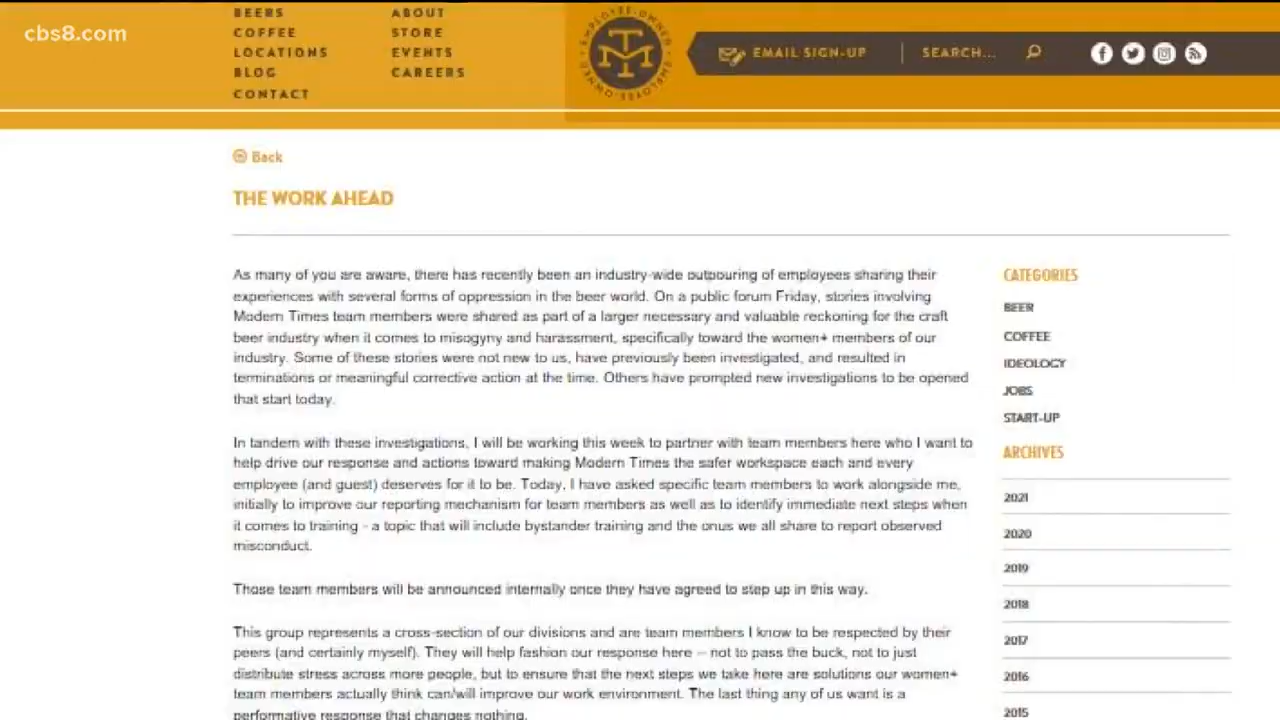 cbs8.com
BEERS
COFFEE
LOCATIONS
BLOG
CONTACT
ABOUT
STORE
EVENTS
CAREERS
EMPLOYEE-OWNED
TM
EMPLOYEE-OWNED
EMAIL SIGN-UP
SEARCH...
Back
THE WORK AHEAD
As many of you are aware, there has recently been an industry-wide outpouring of employees sharing their
experiences with several forms of oppression in the beer world. On a public forum Friday, stories involving
Modern Times team members were shared as part of a larger necessary and valuable reckoning for the craft
beer industry when it comes to misogyny and harassment, specifically toward the women+ members of our
industry. Some of these stories were not new to us, have previously been investigated, and resulted in
terminations or meaningful corrective action at the time. Others have prompted new investigations to be opened
that start today.
In tandem with these investigations, I will be working this week to partner with team members here who I want to
help drive our response and actions toward making Modern Times the safer workspace each and every
employee (and guest) deserves for it to be. Today, I have asked specific team members to work alongside me,
initially to improve our reporting mechanism for team members as well as to identify immediate next steps when
it comes to training - a topic that will include bystander training and the onus we all share to report observed
misconduct.
Those team members will be announced internally once they have agreed to step up in this way.
This group represents a cross-section of our divisions and are team members I know to be respected by their
peers (and certainly myself). They will help fashion our response here – not to pass the buck, not to just
distribute stress across more people, but to ensure that the next steps we take here are solutions our women+
team members actually think can/will improve our work environment. The last thing any of us want is a
performative response that changes nothing.
CATEGORIES
BEER
COFFEE
IDEOLOGY
JOBS
START-UP
ARCHIVES
2021
2020
2019
2018
2017
2016
2015